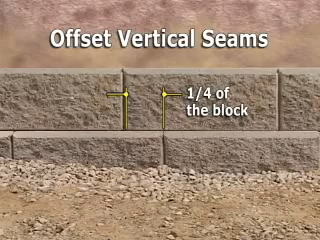 Offset Vertical Seams
1/4 of
the block